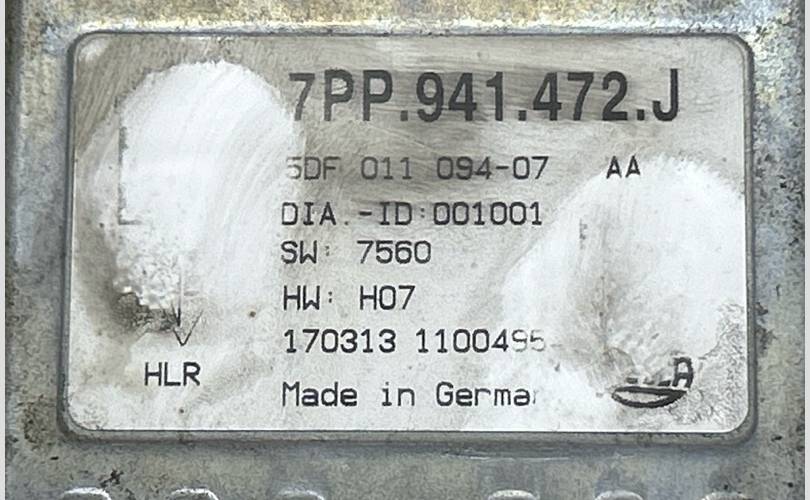 7PP.941.472.J
5DF 011 094-07 AA
DIA.-ID:001001
SW: 7560
HW: H07
170313 1100495
HLR
Made in